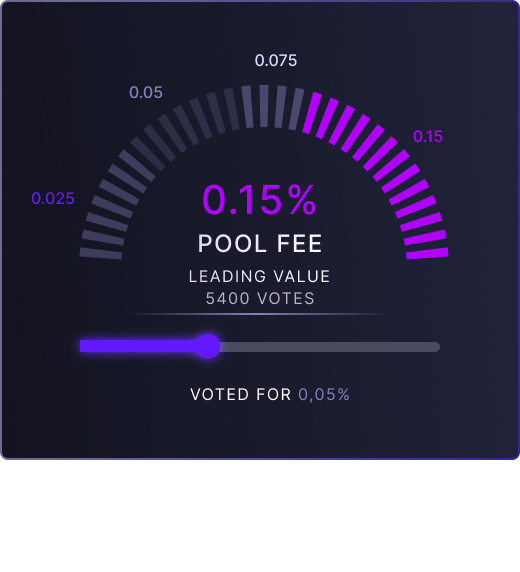 0.075
0.05
0.15
0.025
0.15%
POOL FEE
LEADING VALUE
5400 VOTES
VOTED FOR 0,05%